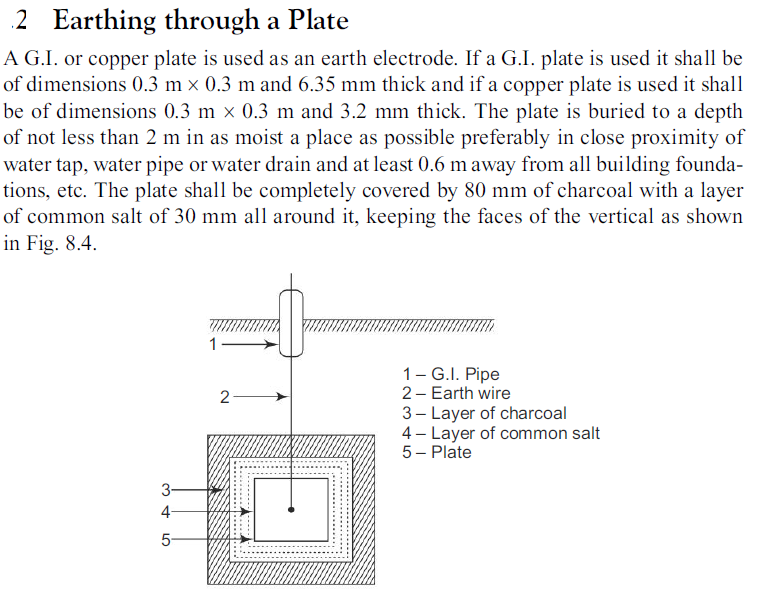 .2 Earthing through a Plate
A G.I. or copper plate is used as an earth electrode. If a G.I. plate is used it shall be
of dimensions 0.3 m × 0.3 m and 6.35 mm thick and if a copper plate is used it shall
be of dimensions 0.3 m × 0.3 m and 3.2 mm thick. The plate is buried to a depth
of not less than 2 m in as moist a place as possible preferably in close proximity of
water tap, water pipe or water drain and at least 0.6 m away from all building founda-
tions, etc. The plate shall be completely covered by 80 mm of charcoal with a layer
of common salt of 30 mm all around it, keeping the faces of the vertical as shown
in Fig. 8.4.
1
2
3
4
5
1 – G.I. Pipe
2 – Earth wire
3 – Layer of charcoal
4 – Layer of common salt
5 – Plate